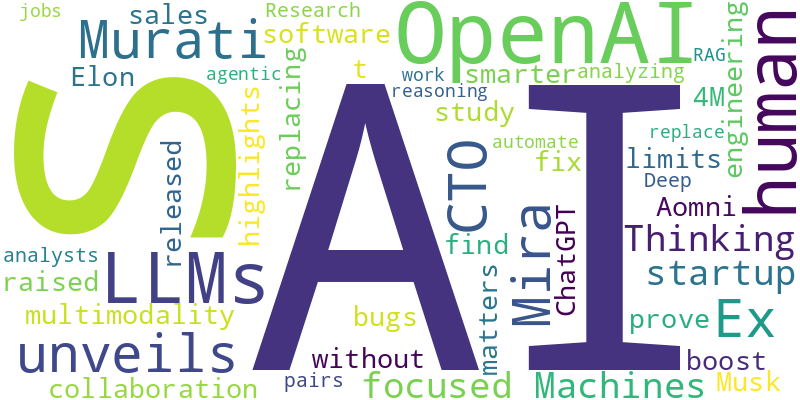 jobs
sales
Research
Murati
software
OpenAI
human
engineering
RAG
Elon
agentic
t
work
smarter
analyzing
reasoning
S
AI
replacing
highlights
study
4M
CTO
automate
replace
released
fix
limits
Deep
Aomni
Mira
ChatGPT
find
Thinking
analysts
LLMs
raised
startup
matters
multimodality
bugs
prove
Ex
unveils
without
boost
pairs
collaboration
focused
Machines
Musk